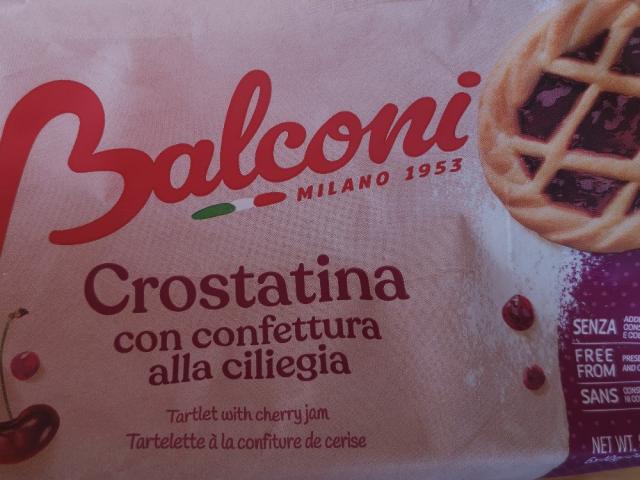 Balconi
MILANO 1953
Crostatina
con confettura
alla ciliegia
Tartlet with cherry jam
Tartelette à la confiture de cerise
SENZA
FREE
FROM
SANS
NET WT.